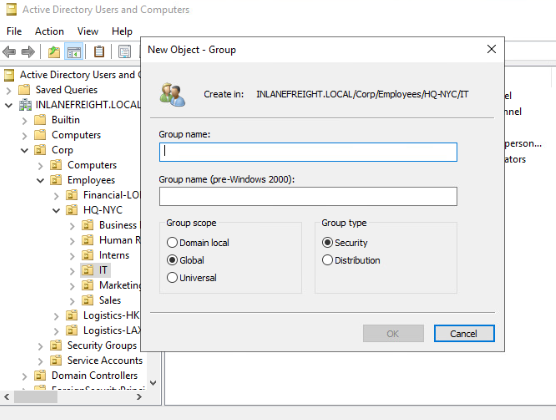 Active Directory Users and Computers
File Action View Help
Active Directory Users and C
Saved Queries
INLANEFREIGHT.LOCAL
Builtin
Computers
Corp
Computers
Employees
Financial-LO
HQ-NYC
Business
Human R
Interns
IT
Marketing
Sales
Logistics-HK
Logistics-LAX
Security Groups
Service Accounts
Domain Controllers
ForeignSecurityPrinci
New Object - Group
Create in: INLANEFREIGHT.LOCAL/Corp/Employees/HQ-NYC/IT
Group name:
Group name (pre-Windows 2000):
Group scope
Domain local
Global
Universal
Group type
Security
Distribution
OK Cancel
el
nnel
person...
ators